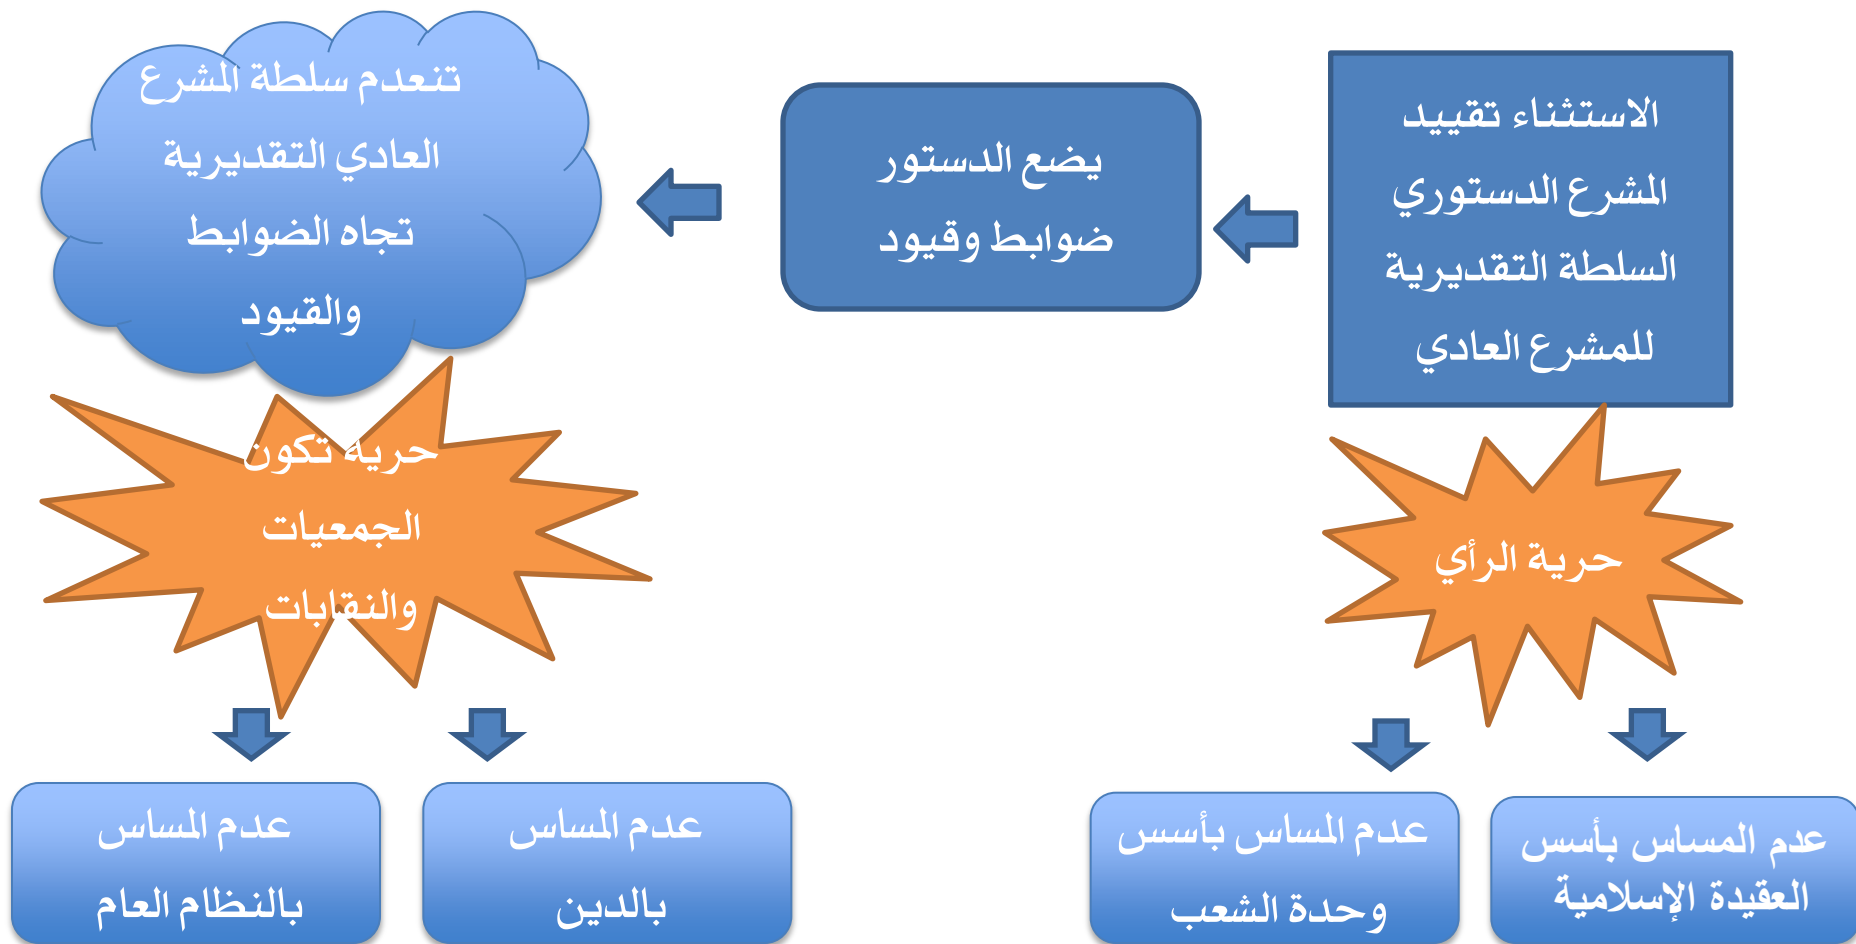 الاستثناء تقييد
المشرع الدستوري
السلطة التقديرية
للمشرع العادي
يضع الدستور
ضوابط وقيود
تنعدم سلطة المشرع
العادي التقديرية
تجاه الضوابط
والقيود
حرية الرأي
حرية تكون
الجمعيات
والنقابات
عدم المساس بأسس
العقيدة الإسلامية
عدم المساس بأسس
وحدة الشعب
عدم المساس
بالدين
عدم المساس
بالنظام العام